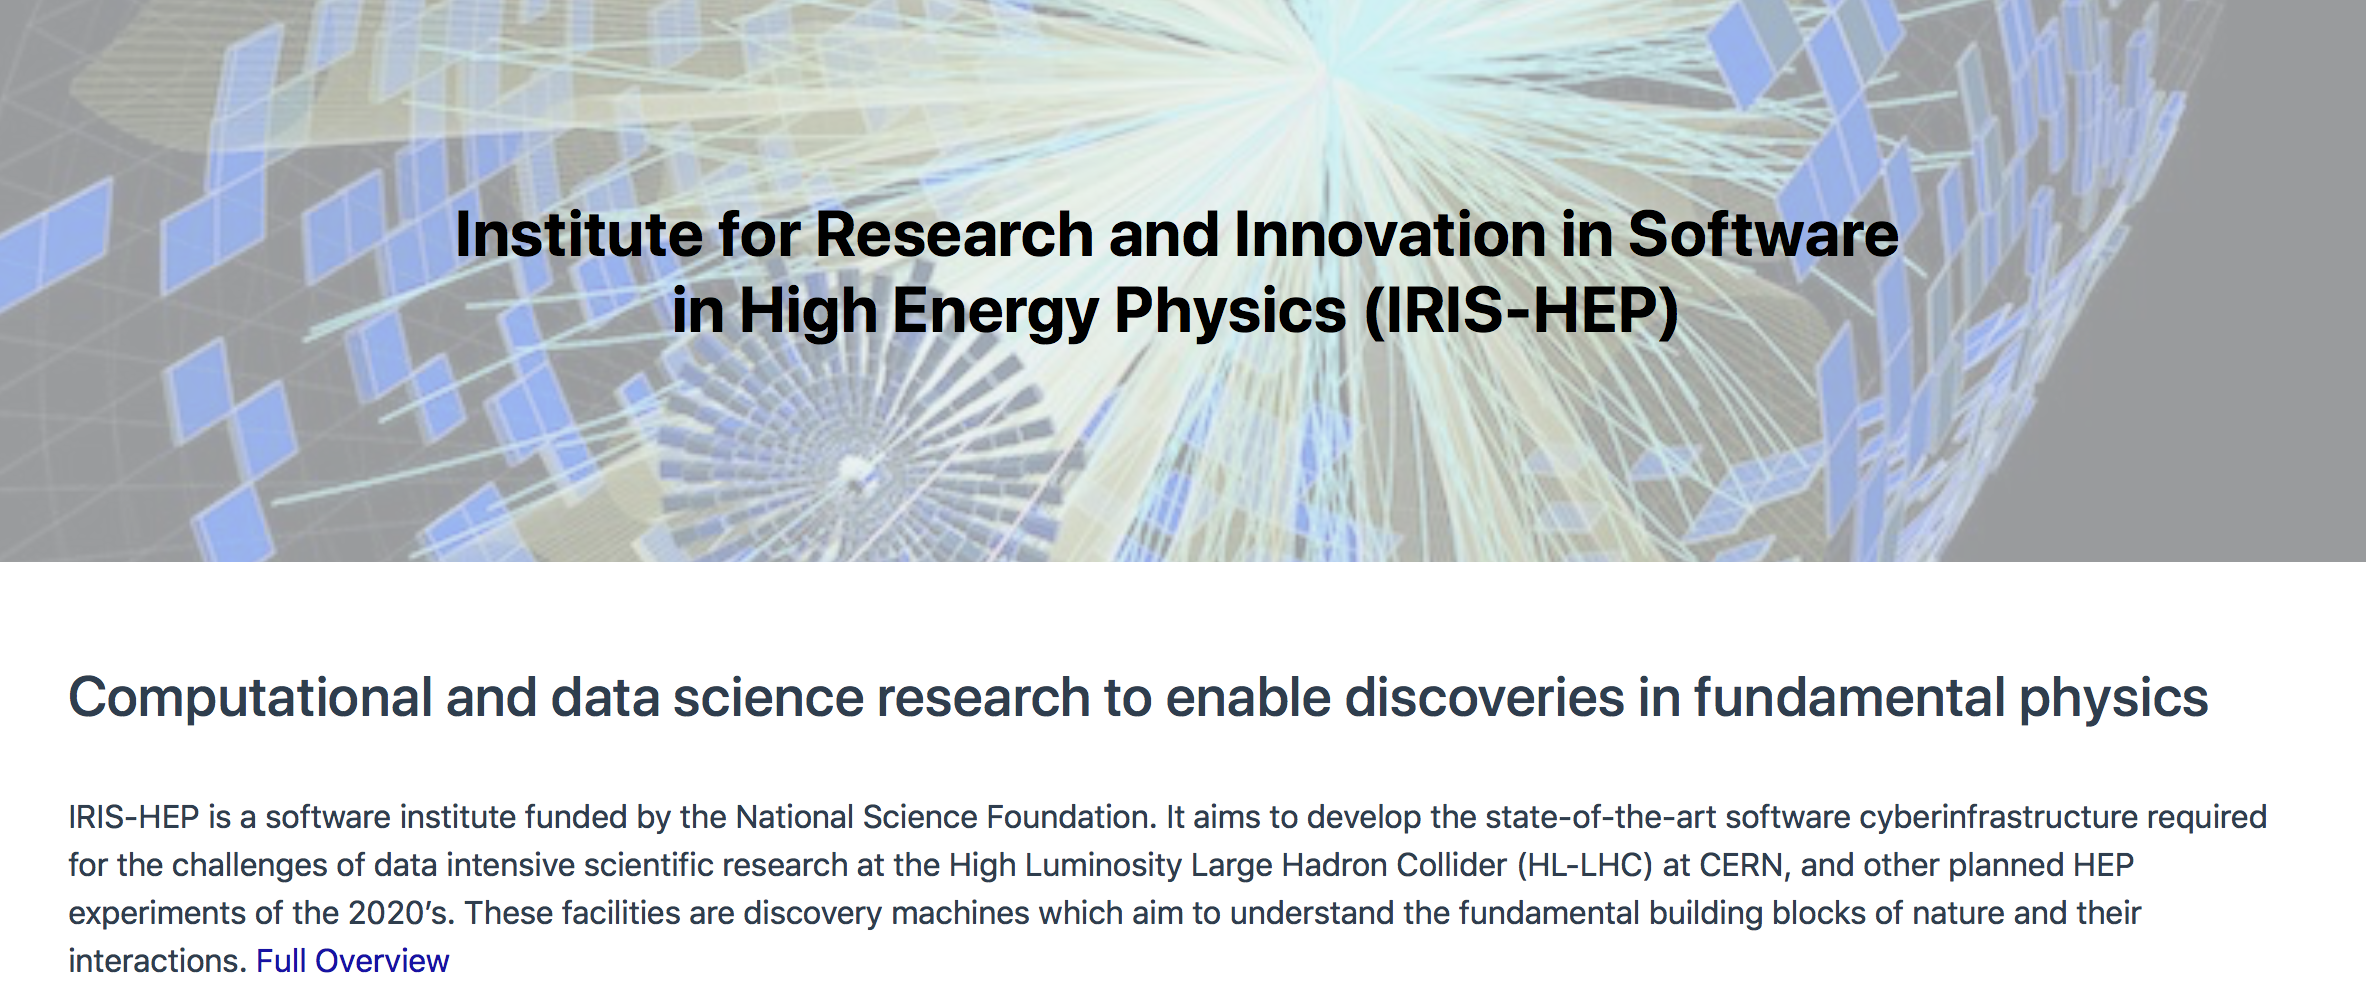 Institute for Research and Innovation in Software
in High Energy Physics (IRIS-HEP)
Computational and data science research to enable discoveries in fundamental physics
IRIS-HEP is a software institute funded by the National Science Foundation. It aims to develop the state-of-the-art software cyberinfrastructure required
for the challenges of data intensive scientific research at the High Luminosity Large Hadron Collider (HL-LHC) at CERN, and other planned HEP
experiments of the 2020’s. These facilities are discovery machines which aim to understand the fundamental building blocks of nature and their
interactions. Full Overview